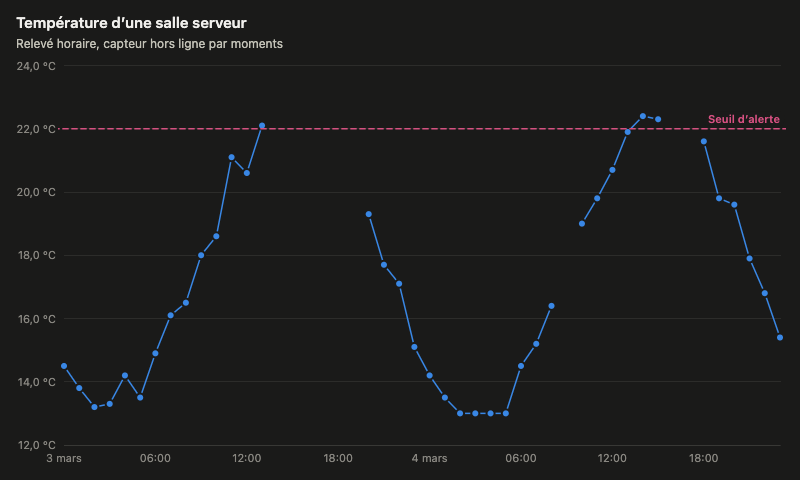 Température d’une salle serveur
Relevé horaire, capteur hors ligne par moments
24,0 °C
Seuil d’alerte
22,0 °C
20,0 °C
18,0 °C
16,0 °C
14,0 °C
12,0 °C
3 mars 06:00 12:00 18:00 4 mars 06:00 12:00 18:00